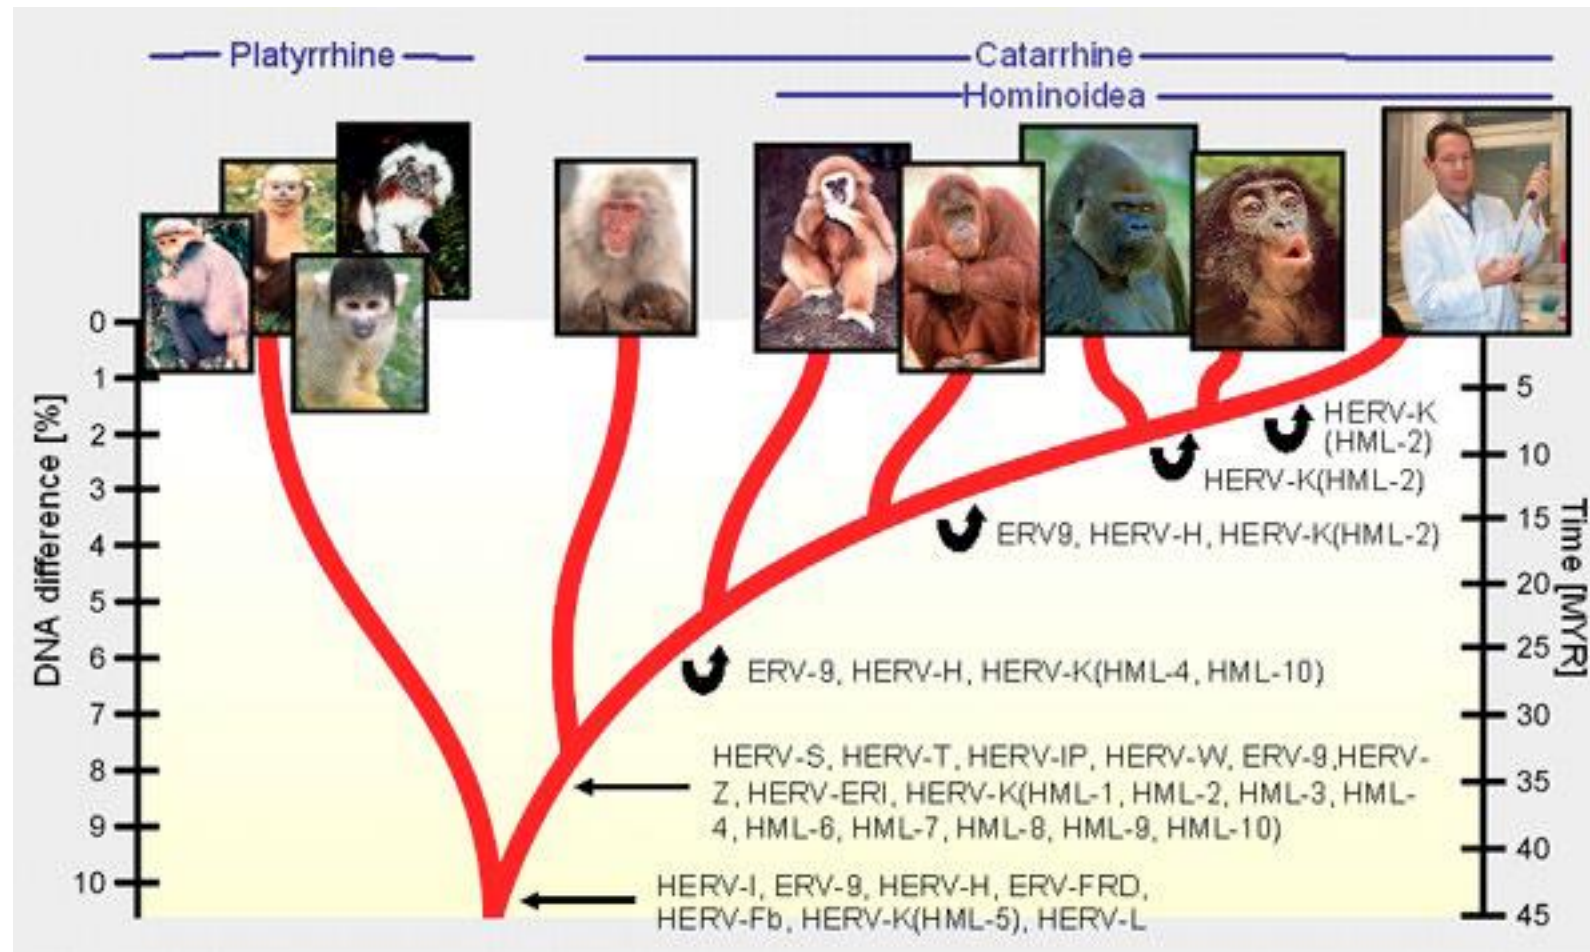 Platyrrhine
Catarrhine
Hominoidea
DNA difference [%]
0
1
2
3
4
5
6
7
8
9
10
Time [MYR]
5
10
15
20
25
30
35
40
45
HERV-K
(HML-2)
HERV-K(HML-2)
ERV9, HERV-H, HERV-K(HML-2)
ERV-9, HERV-H, HERV-K(HML-4, HML-10)
HERV-S, HERV-T, HERV-IP, HERV-W, ERV-9,HERV-
Z, HERV-ERI, HERV-K(HML-1, HML-2, HML-3, HML-
4, HML-6, HML-7, HML-8, HML-9, HML-10)
HERV-I, ERV-9, HERV-H, ERV-FRD,
HERV-Fb, HERV-K(HML-5), HERV-L